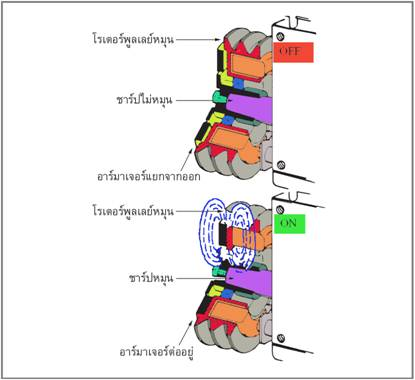 โรเตอร์พูลเลย์หมุน
OFF
ชาร์ปไม่หมุน
อาร์มาเจอร์แยกจากออก
โรเตอร์พูลเลย์หมุน
ON
ชาร์ปหมุน
อาร์มาเจอร์ต่ออยู่